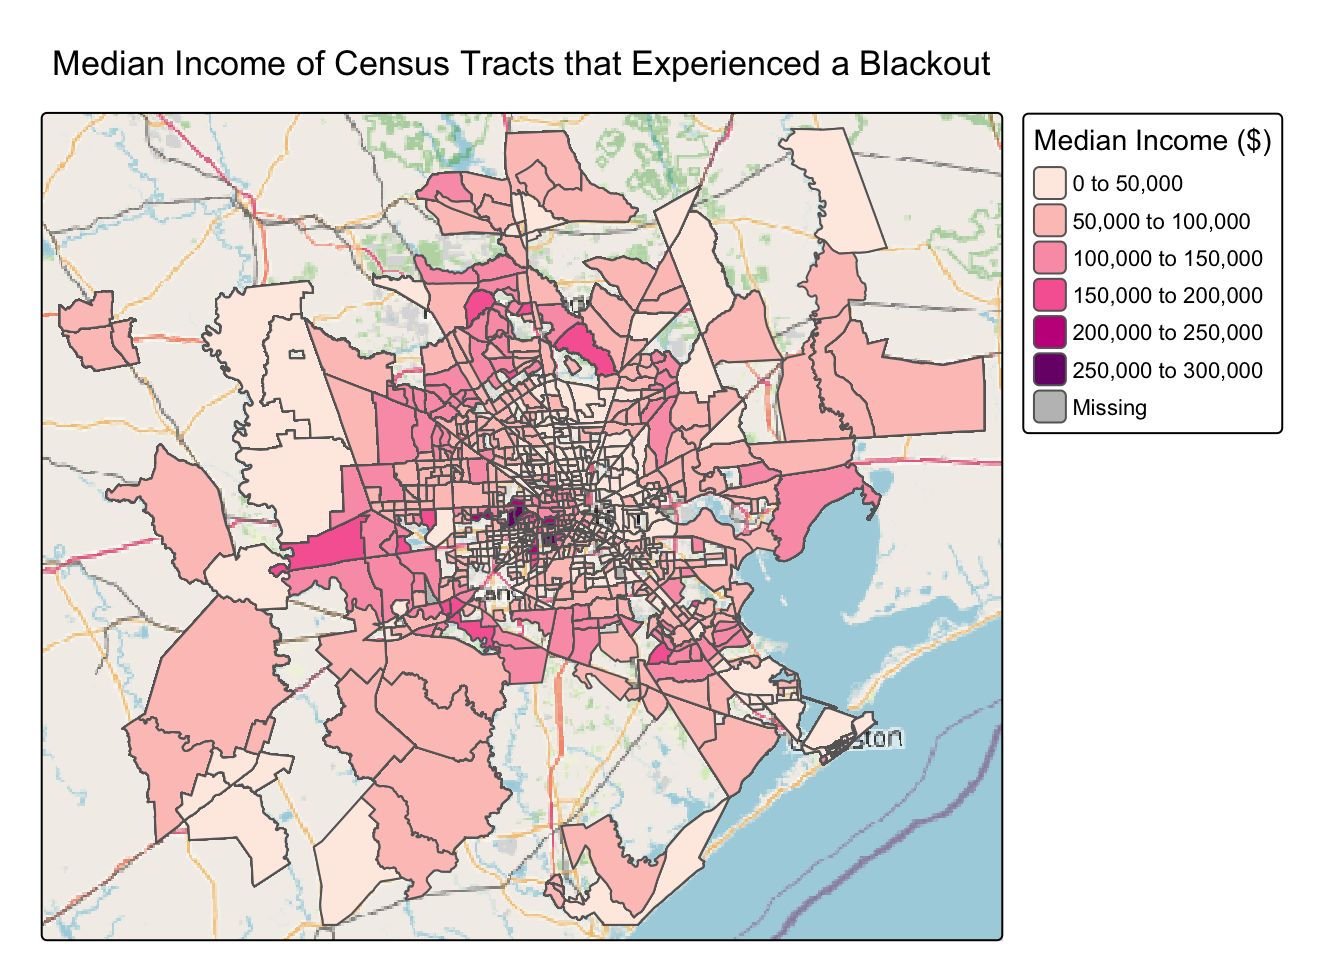 Median Income of Census Tracts that Experienced a Blackout
Median Income ($)
0 to 50,000
50,000 to 100,000
100,000 to 150,000
150,000 to 200,000
200,000 to 250,000
250,000 to 300,000
Missing